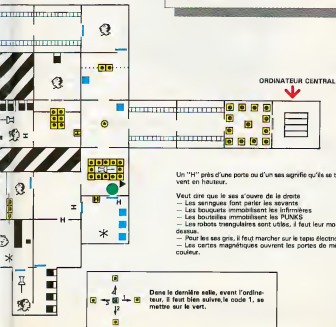 ORDINATEUR CENTRAL
H
H
H
H
Un "H" près d'une porte ou d'un sas signifie qu'ils se t
vent en hauteur.
Veut dire que le sas s'ouvre de la droite
— Les seringues font parler les savants
— Les bouquets immobilisent les infirmières
— Les bouteilles immobilisent les PUNKS
— Les robots triangulaires sont utiles, il faut leur mo
dessus.
— Pour les sas gris, il faut marcher sur le tapis électro
— Les cartes magnétiques ouvrent les portes de mê
couleur.
Dans la dernière salle, avant l'ordina-
teur, il faut bien suivre, le code 1, se
mettre sur le vert.